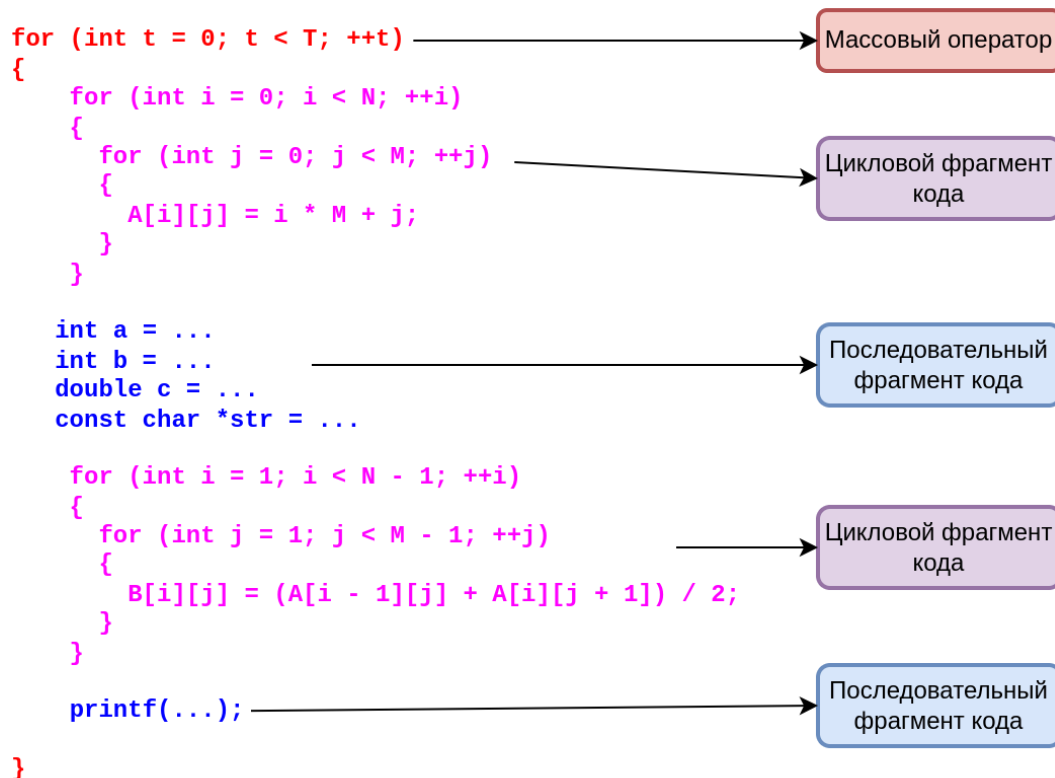 for (int t = 0; t < T; ++t)
Массовый оператор
{
for (int i = 0; i < N; ++i)
{
for (int j = 0; j < M; ++j)
Цикловой фрагмент
кода
{
A[i][j] = i * M + j;
}
}
int a = ...
int b = ...
double c = ...
const char *str = ...
Последовательный
фрагмент кода
for (int i = 1; i < N - 1; ++i)
{
for (int j = 1; j < M - 1; ++j)
Цикловой фрагмент
кода
{
B[i][j] = (A[i - 1][j] + A[i][j + 1]) / 2;
}
}
printf(...);
Последовательный
фрагмент кода
}